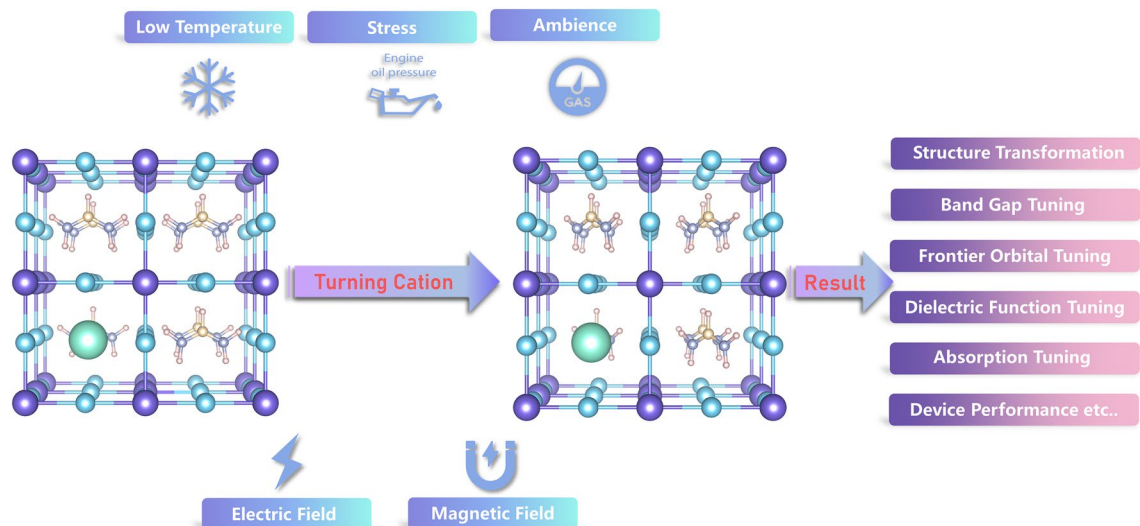 Low Temperature
Stress
Ambience
Engine
oil pressure
GAS
Structure Transformation
Band Gap Tuning
Frontier Orbital Tuning
Turning Cation
Result
Dielectric Function Tuning
Absorption Tuning
Device Performance etc..
Electric Field
Magnetic Field